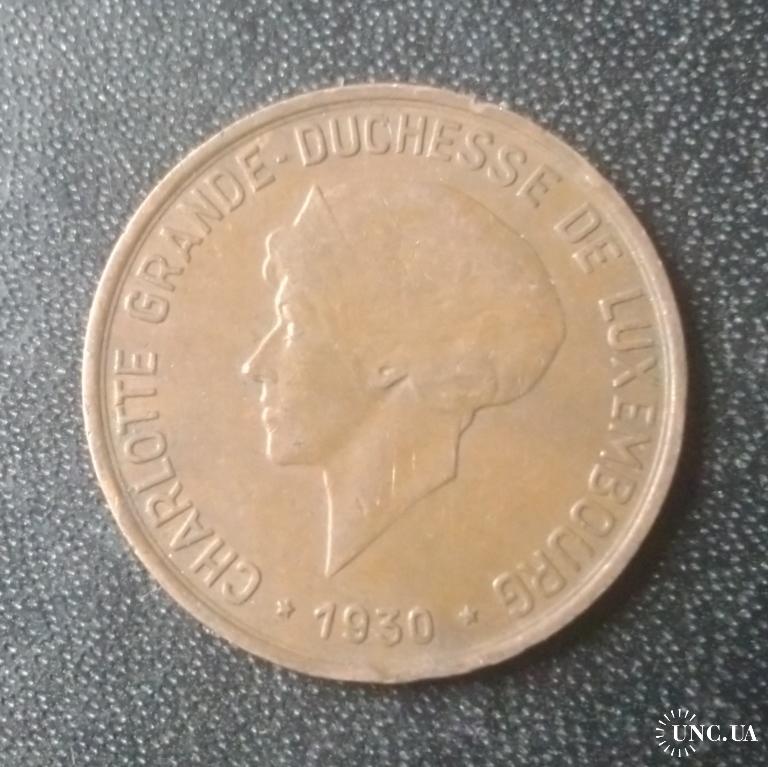 CHARLOTTE GRANDE-DUCHESSE DE LUXEMBOURG
* 1930 *
UNC.UA